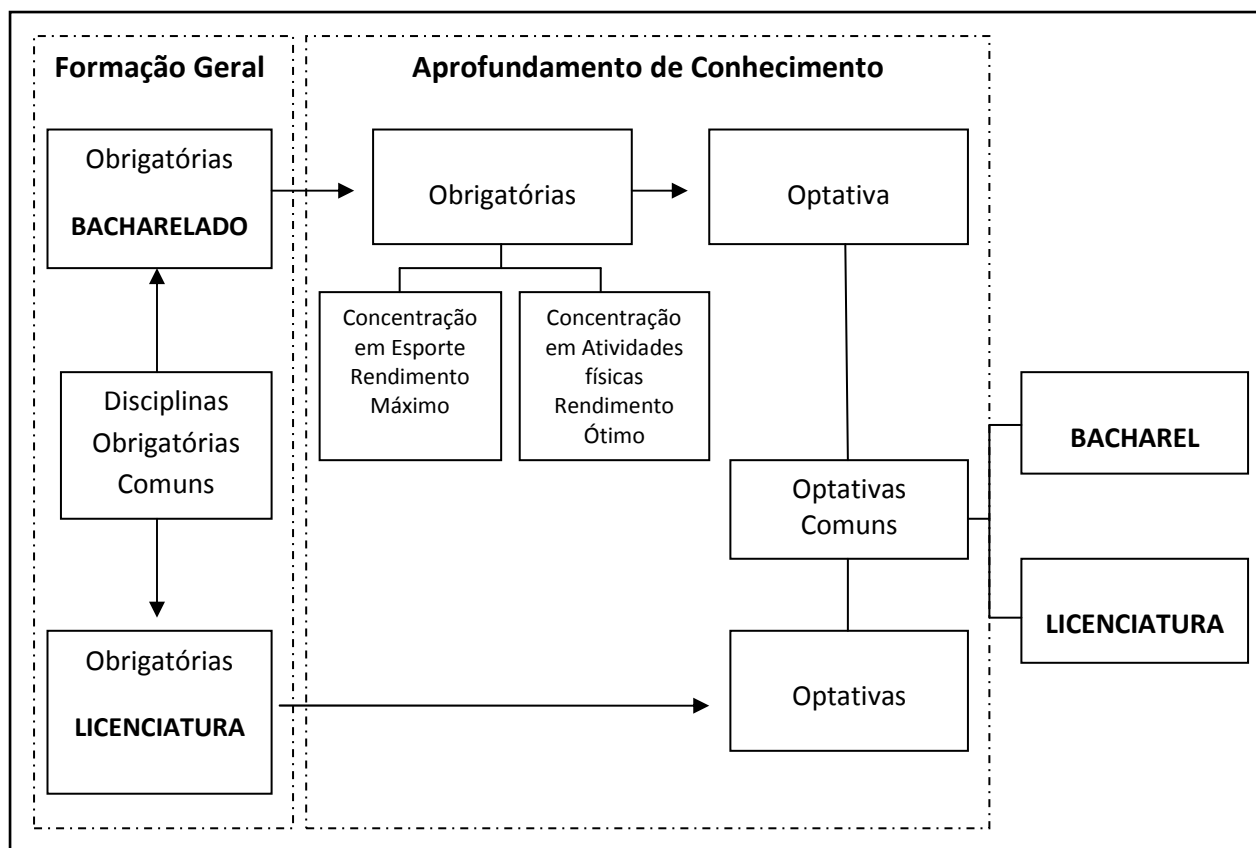 Formação Geral
Aprofundamento de Conhecimento
Obrigatórias
BACHARELADO
Obrigatórias
Optativa
Concentração
em Esporte
Rendimento
Máximo
Concentração
em Atividades
físicas
Rendimento
Ótimo
Disciplinas
Obrigatórias
Comuns
Optativas
Comuns
BACHAREL
LICENCIATURA
Obrigatórias
LICENCIATURA
Optativas